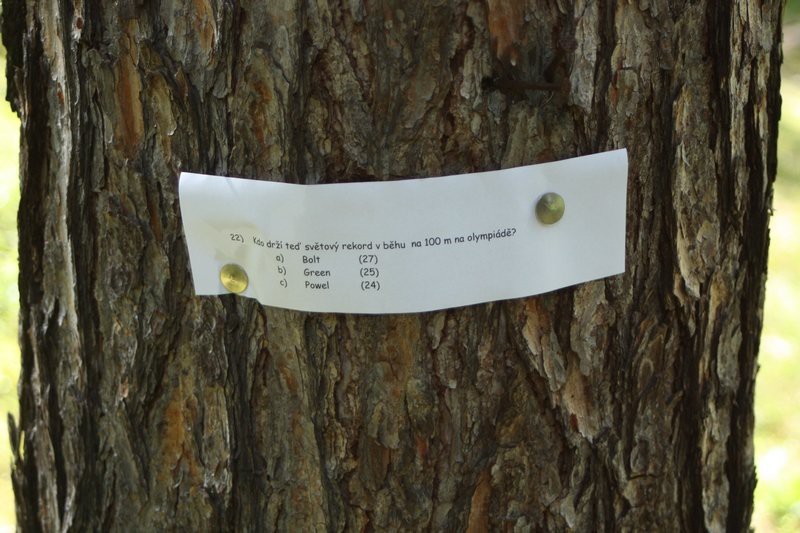 22) Kdo drží teď světový rekord v běhu na 100 m na olympiádě?
a) Bolt (27)
b) Green (25)
c) Powel (24)